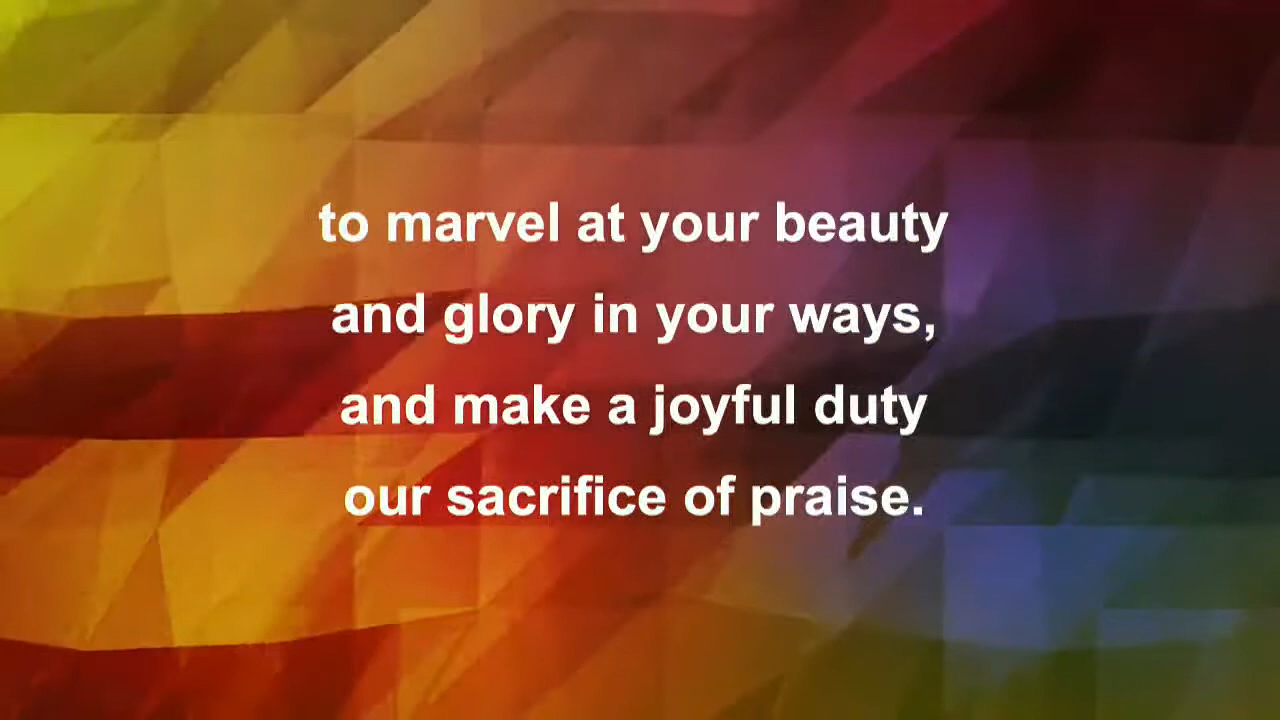 to marvel at your beauty
and glory in your ways,
and make a joyful duty
our sacrifice of praise.